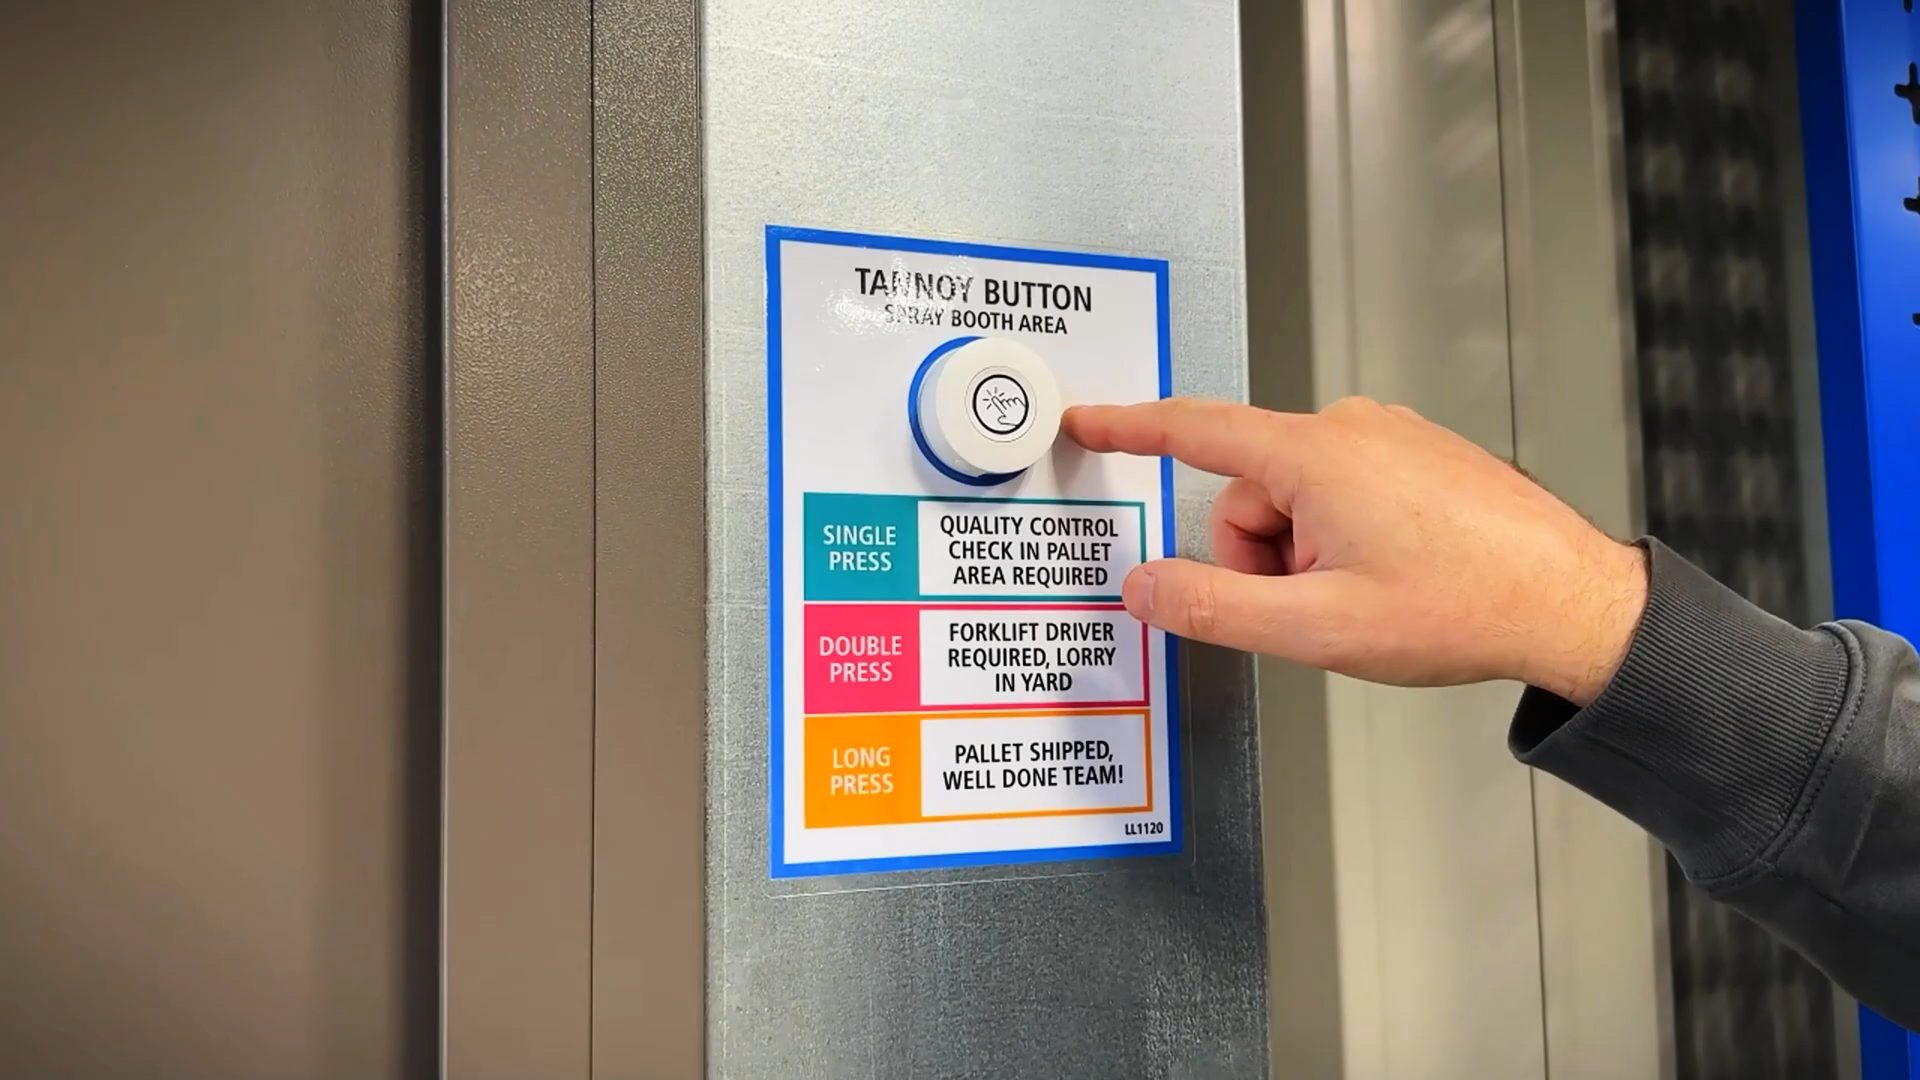 TANNOY BUTTON
SPRAY BOOTH AREA
SINGLE
PRESS
QUALITY CONTROL
CHECK IN PALLET
AREA REQUIRED
DOUBLE
PRESS
FORKLIFT DRIVER
REQUIRED, LORRY
IN YARD
LONG
PRESS
PALLET SHIPPED,
WELL DONE TEAM!
LL1120